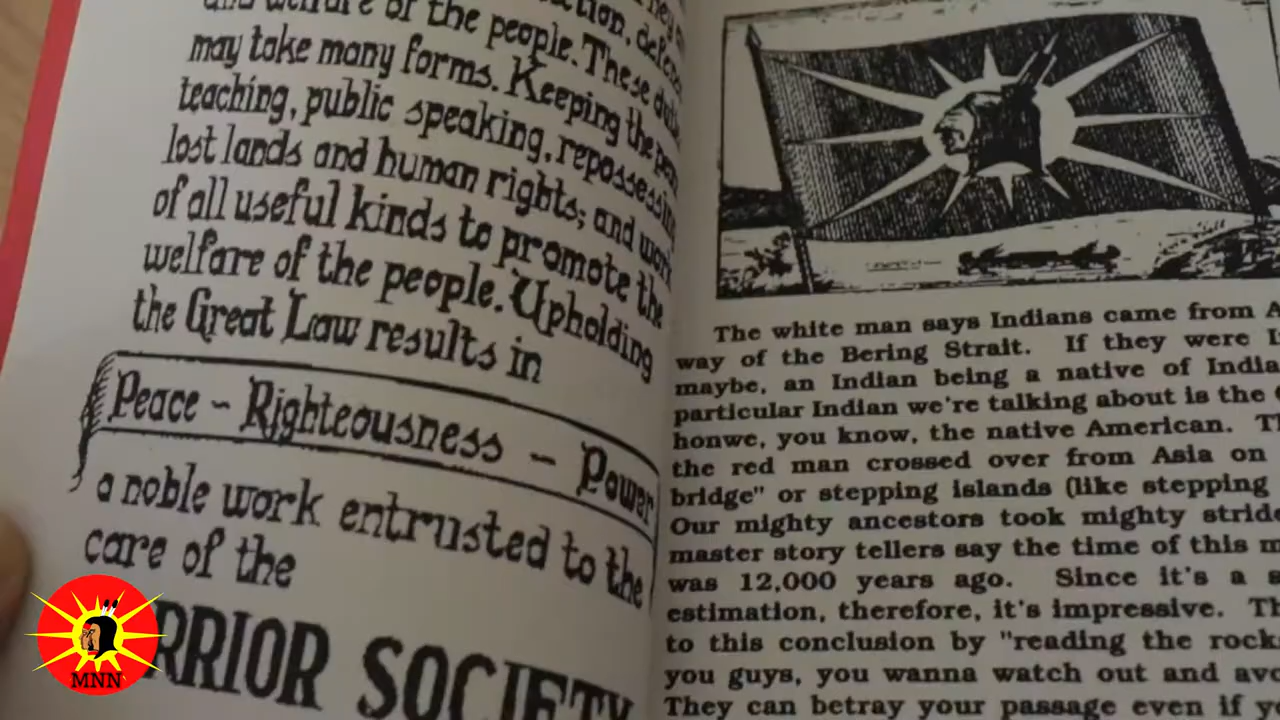 and welfare of the people. These
may take many forms. Keeping the
teaching, public speaking, repossessing
lost lands and human rights; and work
of all useful kinds to promote the
welfare of the people. Upholding
the Great Law results in
Peace ~ Righteousness ~ Power
a noble work entrusted to the
care of the
SOCIETY
MNN
The white man says Indians came from
way of the Bering Strait. If they were
maybe, an Indian being a native of India
particular Indian we're talking about is the
honwe, you know, the native American.
the red man crossed over from Asia on
bridge" or stepping islands (like stepping
Our mighty ancestors took mighty
master story tellers say the time of this
was 12,000 years ago. Since it's a
estimation, therefore, it's impressive.
to this conclusion by "reading the
you guys, you wanna watch out and
They can betray your passage even if